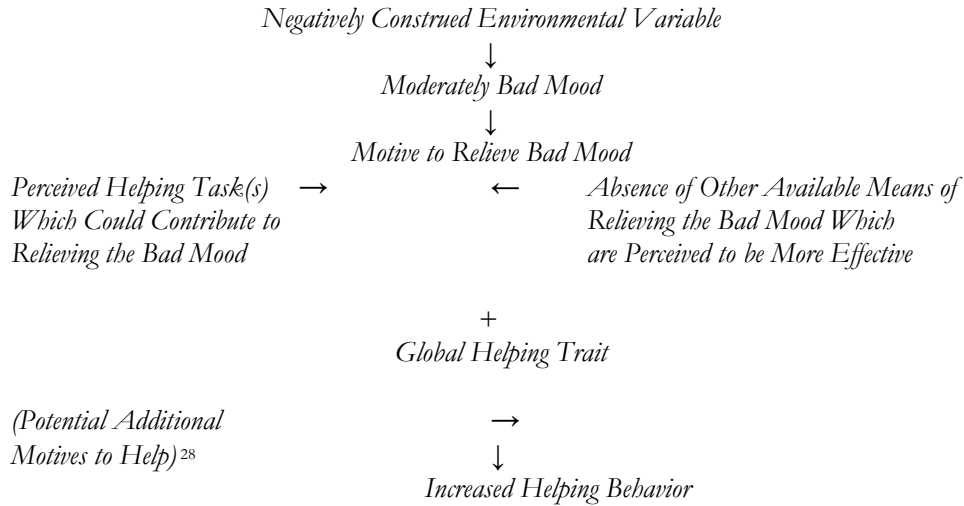 Negatively Construed Environmental Variable
↓
Moderately Bad Mood
↓
Motive to Relieve Bad Mood
Perceived Helping Task(s) → ← Absence of Other Available Means of
Which Could Contribute to Relieving the Bad Mood Which
Relieving the Bad Mood are Perceived to be More Effective
+
Global Helping Trait
(Potential Additional →
Motives to Help) 28 ↓
Increased Helping Behavior